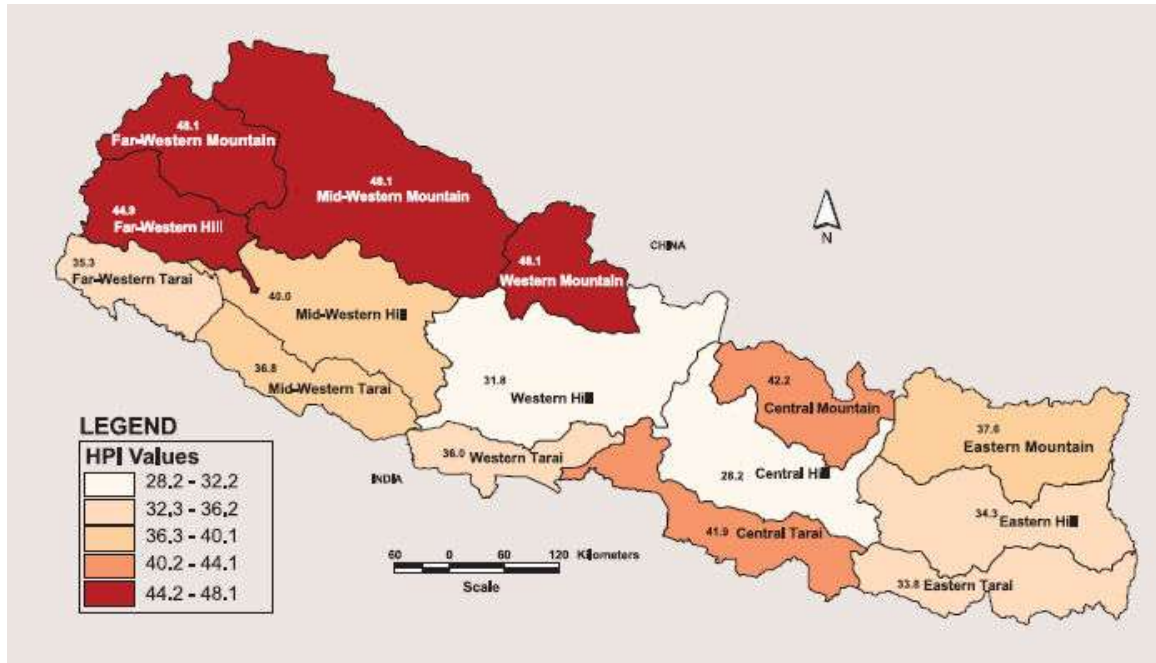 48.1
Far-Western Mountain
48.1
Mid-Western Mountain
44.9
Far-Western Hill
48.1
Western Mountain
CHINA
N
35.3
Far-Western Tarai
40.0
Mid-Western Hill
36.8
Mid-Western Tarai
31.8
Western Hill
42.2
Central Mountain
37.6
Eastern Mountain
36.0 Western Tarai
INDIA
28.2 Central Hill
34.3 Eastern Hill
41.9 Central Tarai
33.8 Eastern Tarai
LEGEND
HPI Values
28.2 - 32.2
32.3 - 36.2
36.3 - 40.1
40.2 - 44.1
44.2 - 48.1
60 0 60 120 Kilometers
Scale